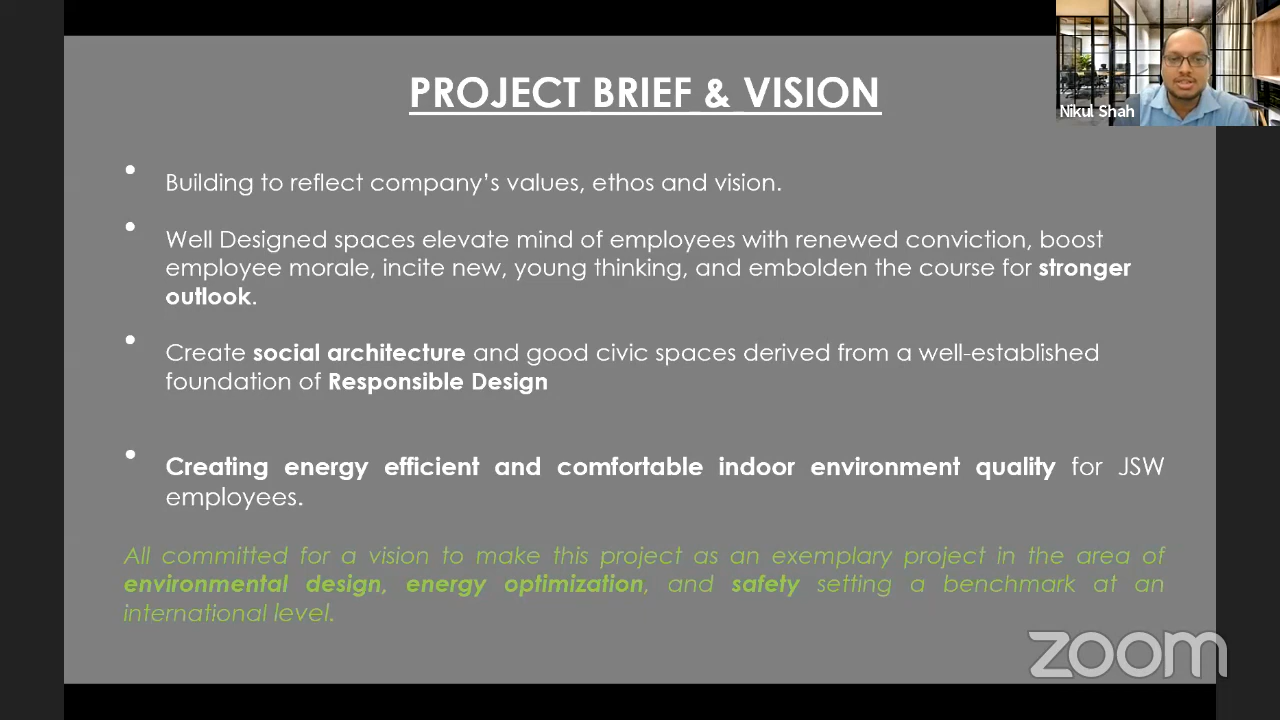 PROJECT BRIEF & VISION
Nikul Shah
• Building to reflect company's values, ethos and vision.
• Well Designed spaces elevate mind of employees with renewed conviction, boost
employee morale, incite new, young thinking, and embolden the course for stronger
outlook.
• Create social architecture and good civic spaces derived from a well-established
foundation of Responsible Design
• Creating energy efficient and comfortable indoor environment quality for JSW
employees.
All committed for a vision to make this project as an exemplary project in the area of
environmental design, energy optimization, and safety setting a benchmark at an
international level.
zoom